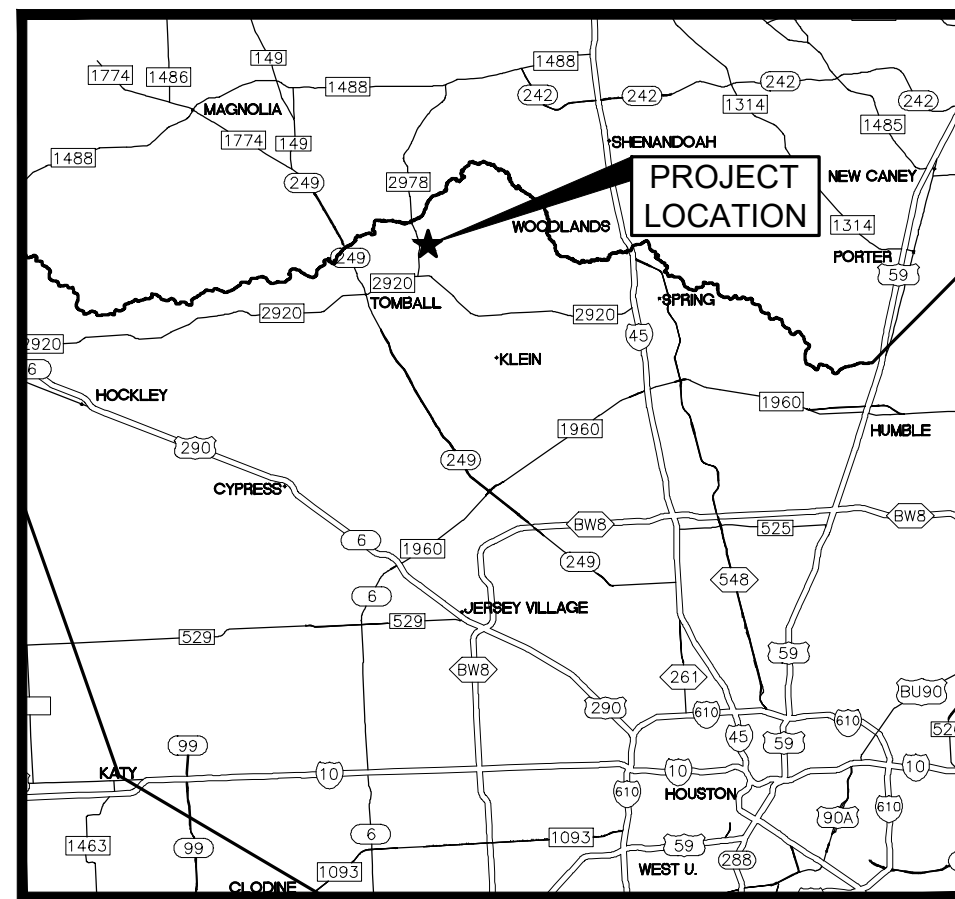 149
1774
1486
1488
1488
242
242
242
242
MAGNOLIA
1314
1485
1774
149
SHENANDOAH
1488
249
2978
PROJECT
LOCATION
NEW CANEY
WOODLANDS
1314
249
PORTER
59
2920
TOMBALL
SPRING
2920
2920
2920
45
KLEIN
6
HOCKLEY
1960
1960
HUMBLE
290
249
CYPRESS
BW8
BW8
525
6
1960
249
548
6
JERSEY VILLAGE
529
529
59
BW8
261
BU90
290
610
610
45
59
99
KATY
10
10
10
610
HOUSTON
610
90A
6
1093
1463
99
59
1093
WEST U.
288
CLODINE